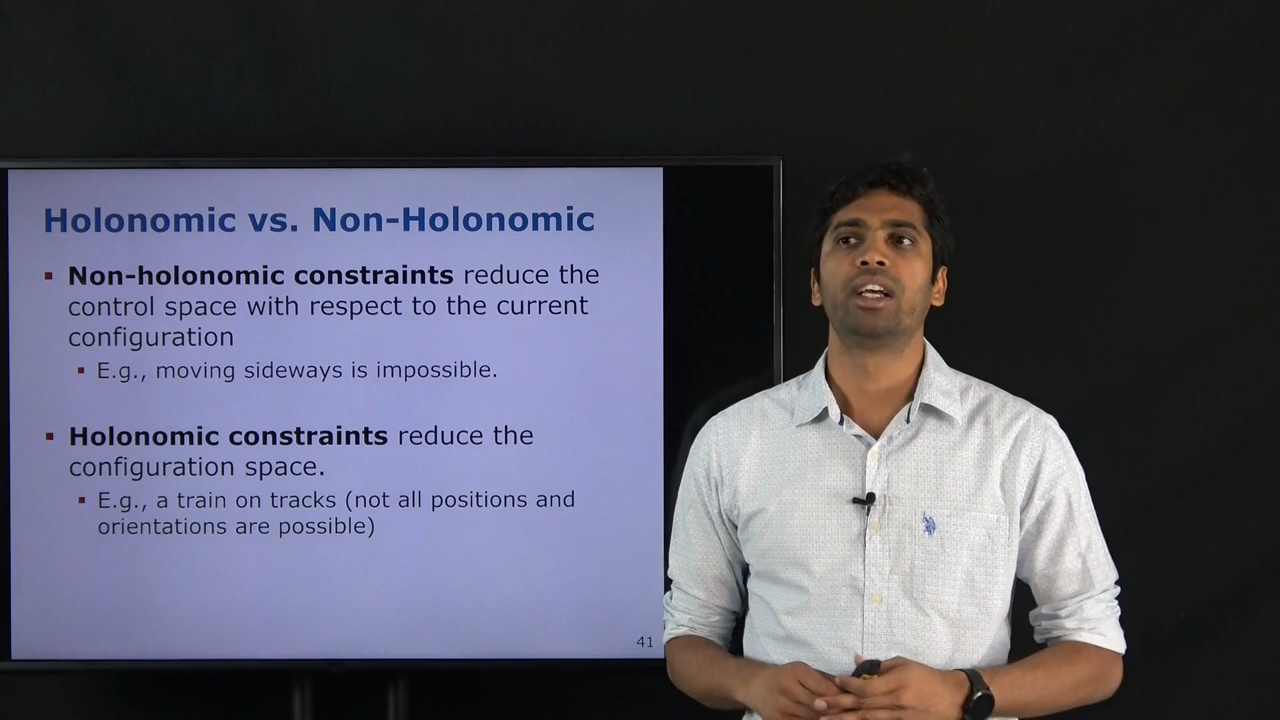 Holonomic vs. Non-Holonomic
▪ Non-holonomic constraints reduce the
control space with respect to the current
configuration
▪ E.g., moving sideways is impossible.
▪ Holonomic constraints reduce the
configuration space.
▪ E.g., a train on tracks (not all positions and
orientations are possible)
41